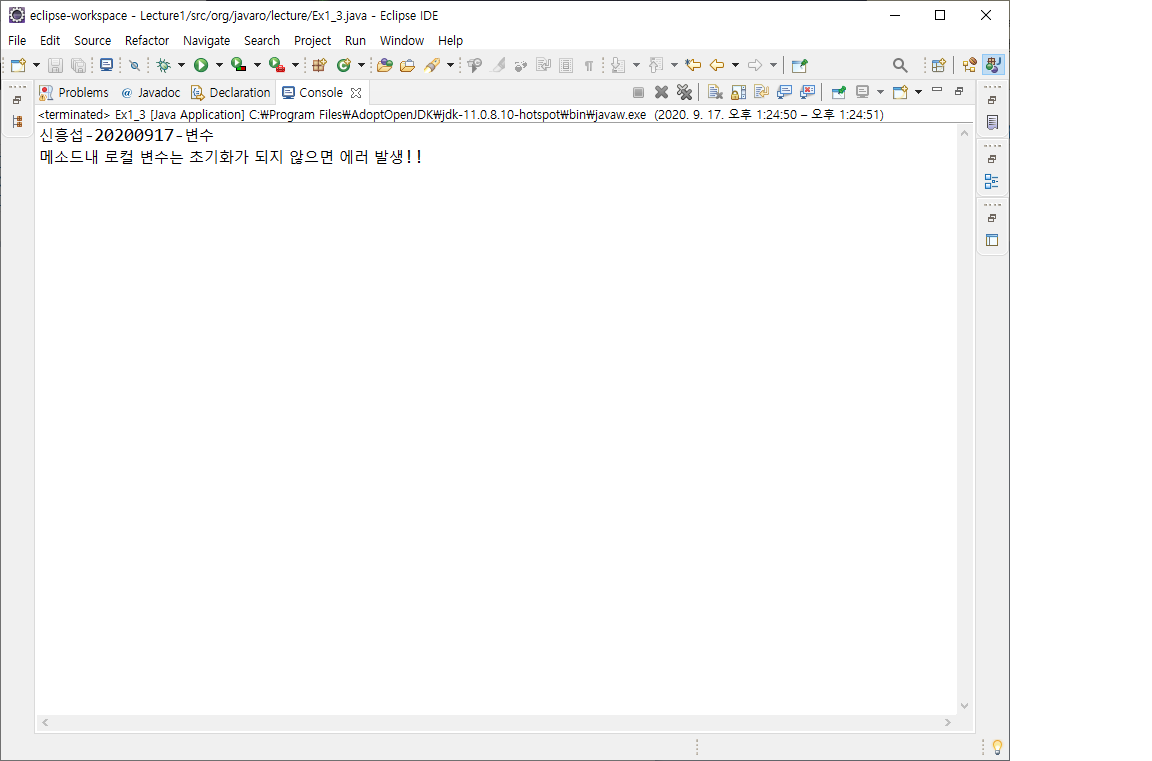 eclipse-workspace - Lecture1/src/org/javaro/lecture/Ex1_3.java - Eclipse IDE
File Edit Source Refactor Navigate Search Project Run Window Help
Problems @ Javadoc Declaration Console
<terminated> Ex1_3 [Java Application] C:₩Program Files₩AdoptOpenJDK₩jdk-11.0.8.10-hotspot₩bin₩javaw.exe (2020. 9. 17. 오후 1:24:50 – 오후 1:24:51)
신흥섭-20200917-변수
메소드내 로컬 변수는 초기화가 되지 않으면 에러 발생!!